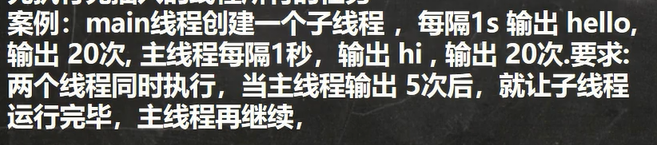 案例：main线程创建一个子线程 ，每隔1s 输出 hello,
输出 20次, 主线程每隔1秒，输出 hi , 输出 20次.要求:
两个线程同时执行，当主线程输出 5次后，就让子线程
运行完毕，主线程再继续，